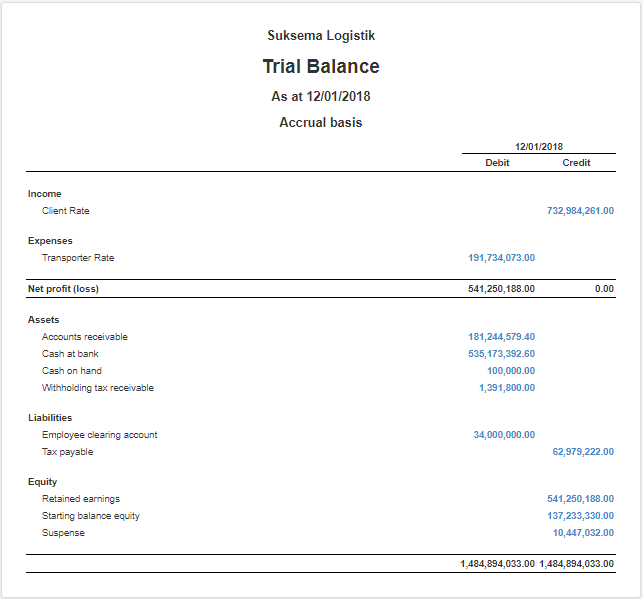 Suksema Logistik
Trial Balance
As at 12/01/2018
Accrual basis
12/01/2018
Debit Credit
Income
Client Rate 732,984,261.00
Expenses
Transporter Rate 191,734,073.00
Net profit (loss) 541,250,188.00 0.00
Assets
Accounts receivable 181,244,579.40
Cash at bank 535,173,392.60
Cash on hand 100,000.00
Withholding tax receivable 1,391,800.00
Liabilities
Employee clearing account 34,000,000.00
Tax payable 62,979,222.00
Equity
Retained earnings 541,250,188.00
Starting balance equity 137,233,330.00
Suspense 10,447,032.00
1,484,894,033.00 1,484,894,033.00